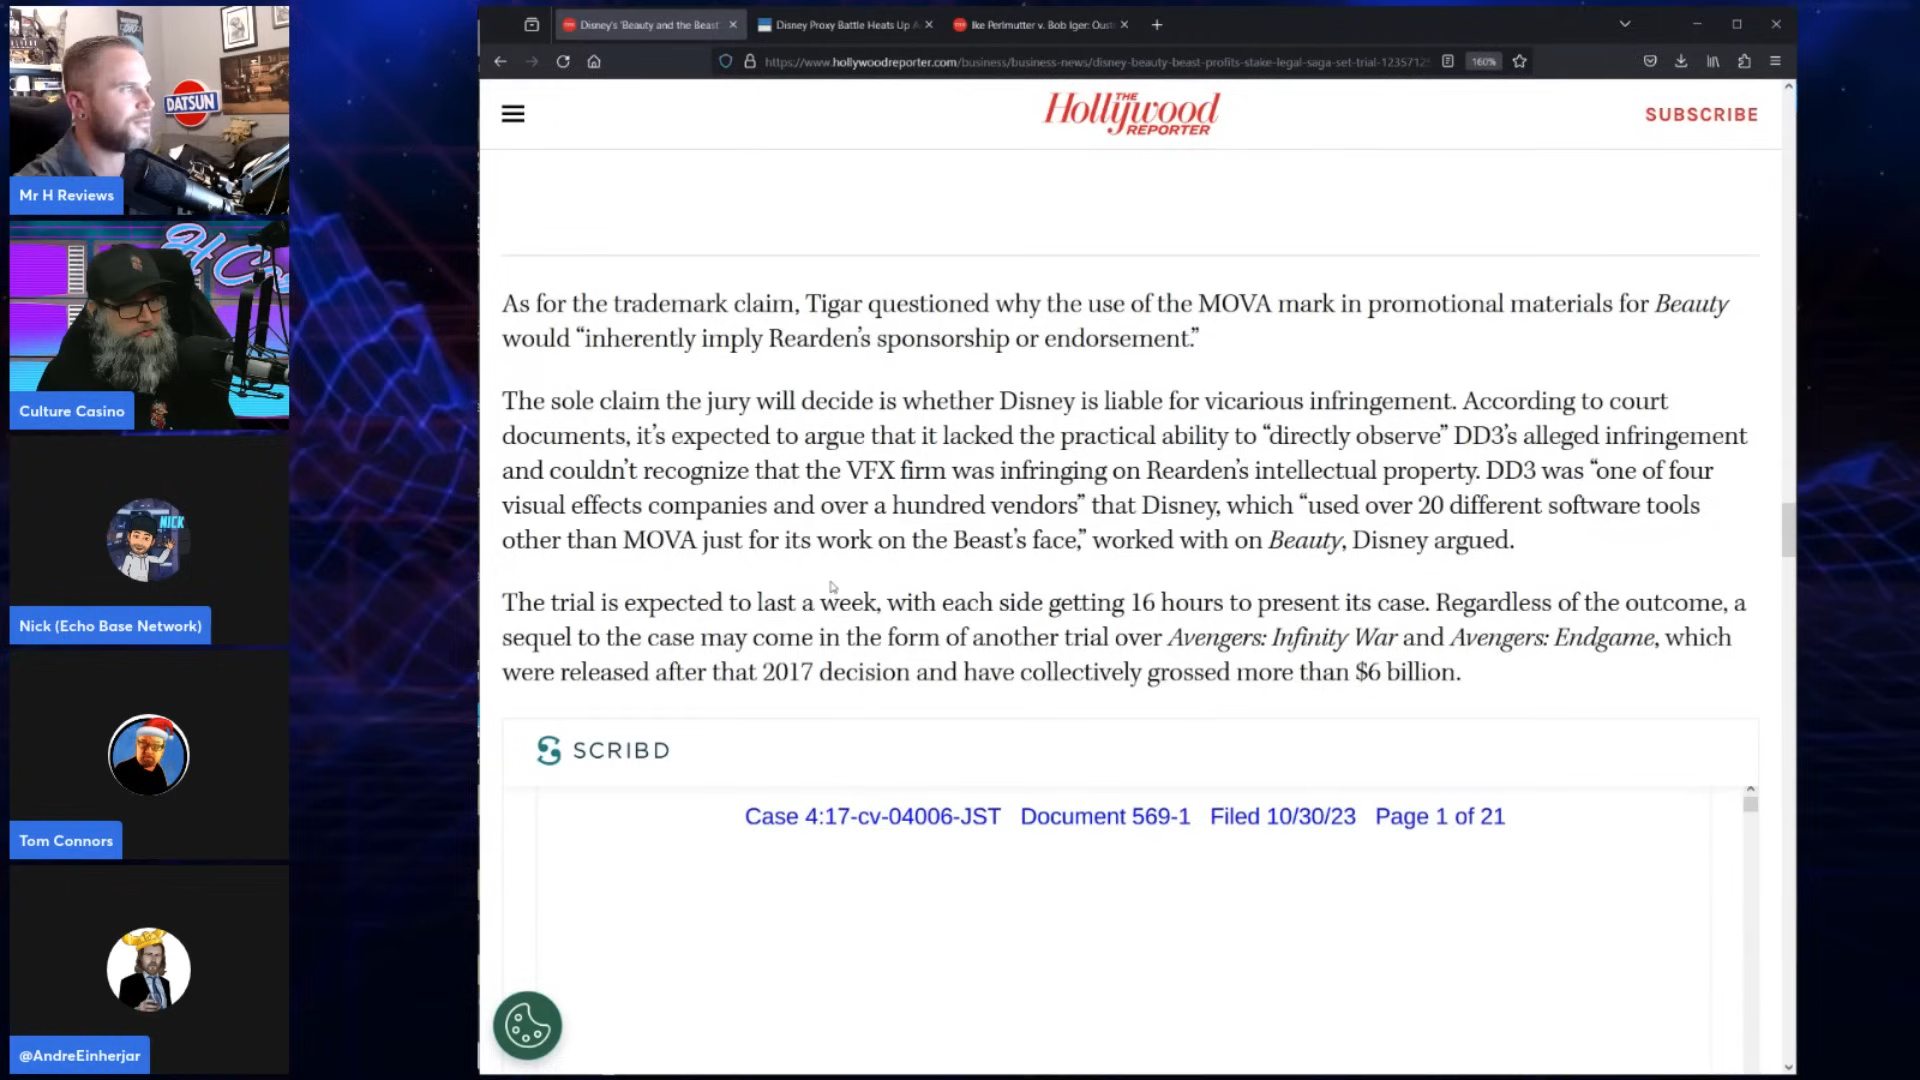 DATSUN
Mr H Reviews
Culture Casino
NICK
Nick (Echo Base Network)
Tom Connors
@AndreEinherjar
Disney's 'Beauty and the Beast'
Disney Proxy Battle Heats Up A
Ike Perlmutter v. Bob Iger: Oust
https://www.hollywoodreporter.com/business/business-news/disney-beauty-beast-profits-stake-legal-saga-set-trial-12357125
160%
THE
Hollywood
REPORTER
SUBSCRIBE
As for the trademark claim, Tigar questioned why the use of the MOVA mark in promotional materials for Beauty
would “inherently imply Rearden’s sponsorship or endorsement.”
The sole claim the jury will decide is whether Disney is liable for vicarious infringement. According to court
documents, it’s expected to argue that it lacked the practical ability to “directly observe” DD3’s alleged infringement
and couldn’t recognize that the VFX firm was infringing on Rearden’s intellectual property. DD3 was “one of four
visual effects companies and over a hundred vendors” that Disney, which “used over 20 different software tools
other than MOVA just for its work on the Beast’s face,” worked with on Beauty, Disney argued.
The trial is expected to last a week, with each side getting 16 hours to present its case. Regardless of the outcome, a
sequel to the case may come in the form of another trial over Avengers: Infinity War and Avengers: Endgame, which
were released after that 2017 decision and have collectively grossed more than $6 billion.
SCRIBD
Case 4:17-cv-04006-JST Document 569-1 Filed 10/30/23 Page 1 of 21